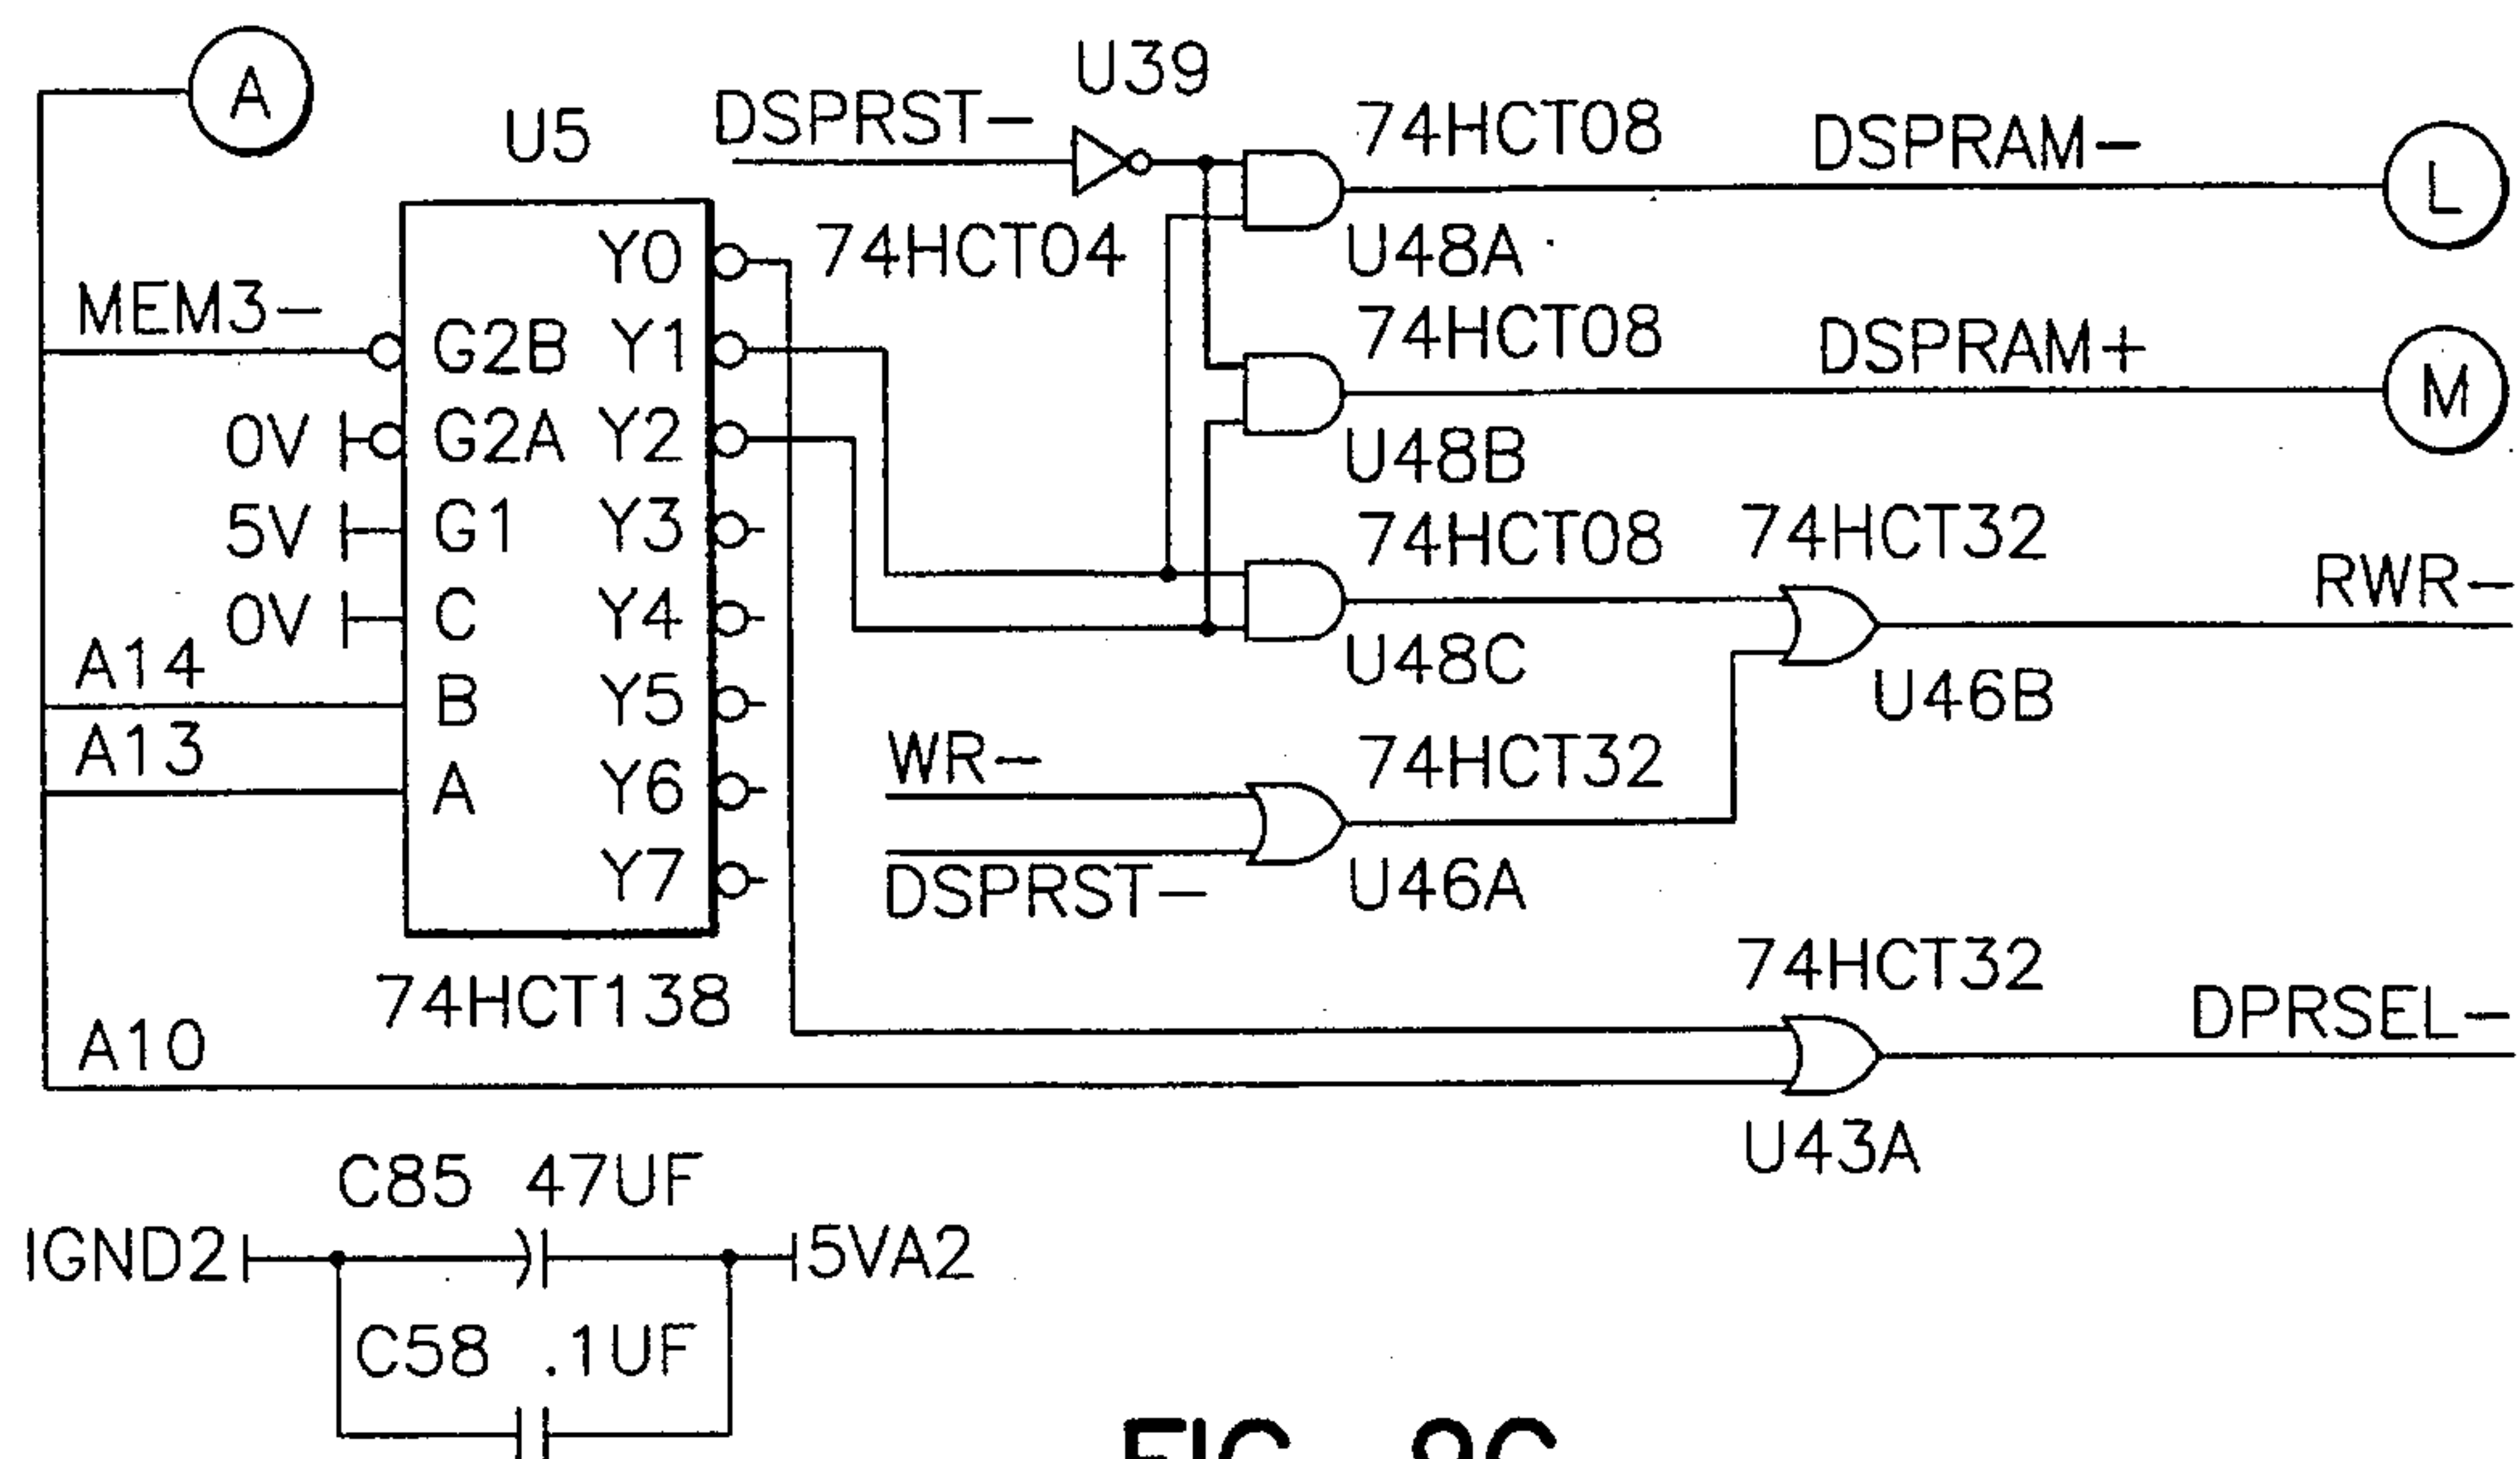 A
U39
DSPRST-
74HCT08
DSPRAM-
L
U5
74HCT04
U48A
MEM3-
Y0
G2B Y1
0V G2A Y2
5V G1 Y3
0V C Y4
A14
B Y5
A13
A Y6
Y7
74HCT138
74HCT08
DSPRAM+
M
U48B
74HCT08
74HCT32
RWR-
U48C
U46B
WR-
74HCT32
DSPRST-
U46A
74HCT32
DPRSEL-
A10
U43A
C85 47UF
IGND2
5VA2
C58 .1UF